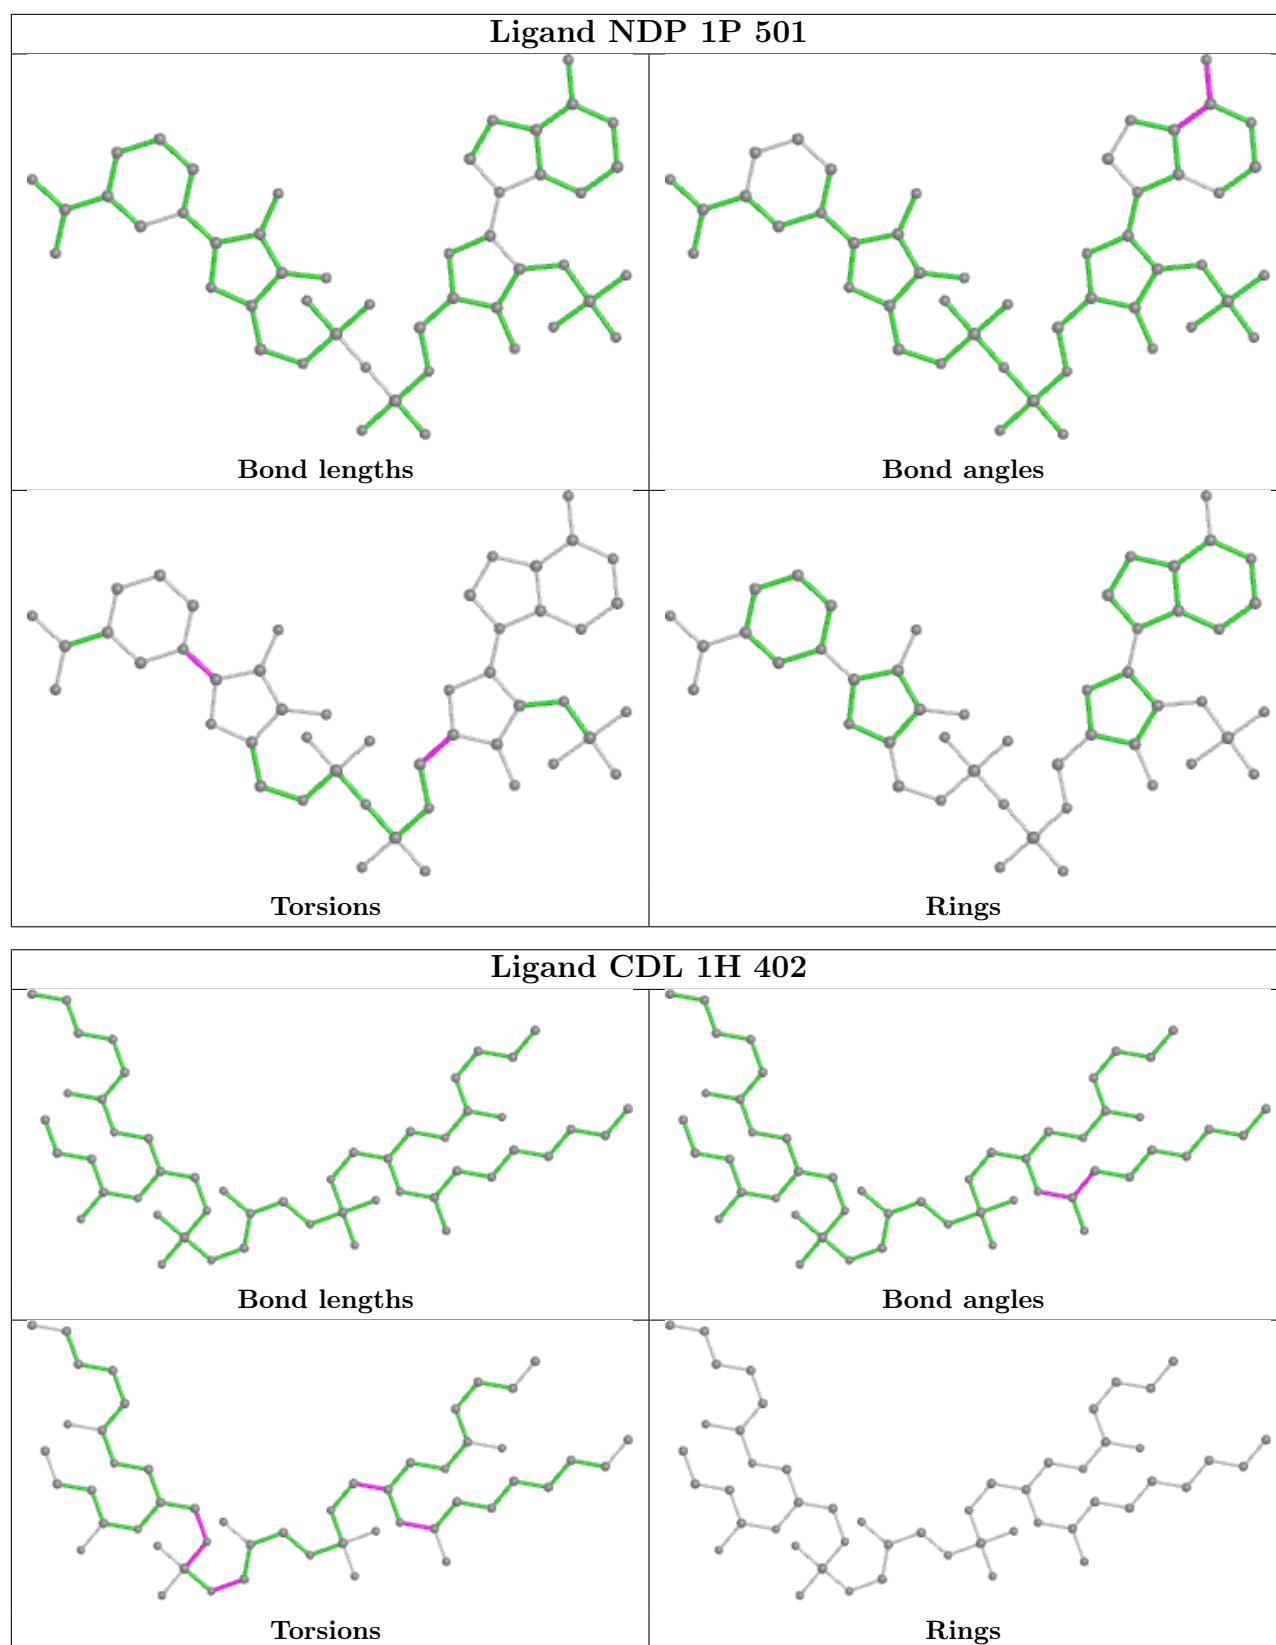 Ligand NDP 1P 501
Bond lengths
Bond angles
Torsions
Rings
Ligand CDL 1H 402
Bond lengths
Bond angles
Torsions
Rings